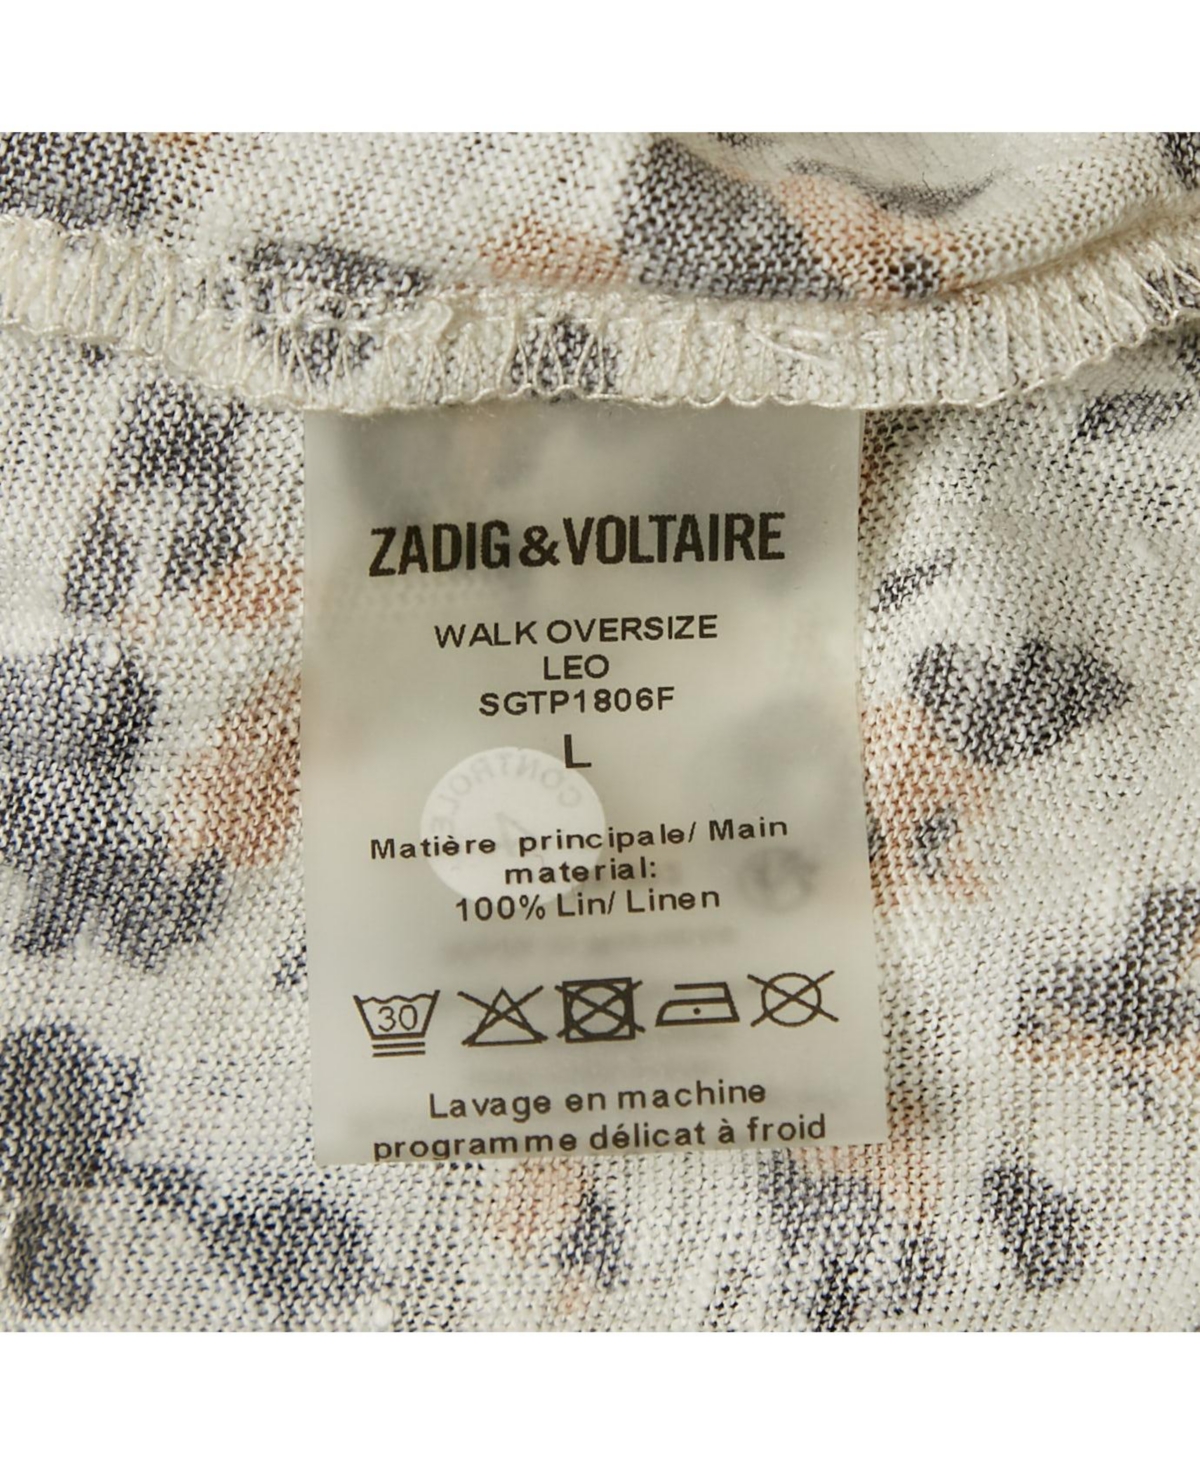 ZADIG&VOLTAIRE
WALK OVERSIZE
LEO
SGTP1806F
L
CONTROLE
Matière principale/ Main
material:
100% Lin/ Linen
30
Lavage en machine
programme délicat à froid